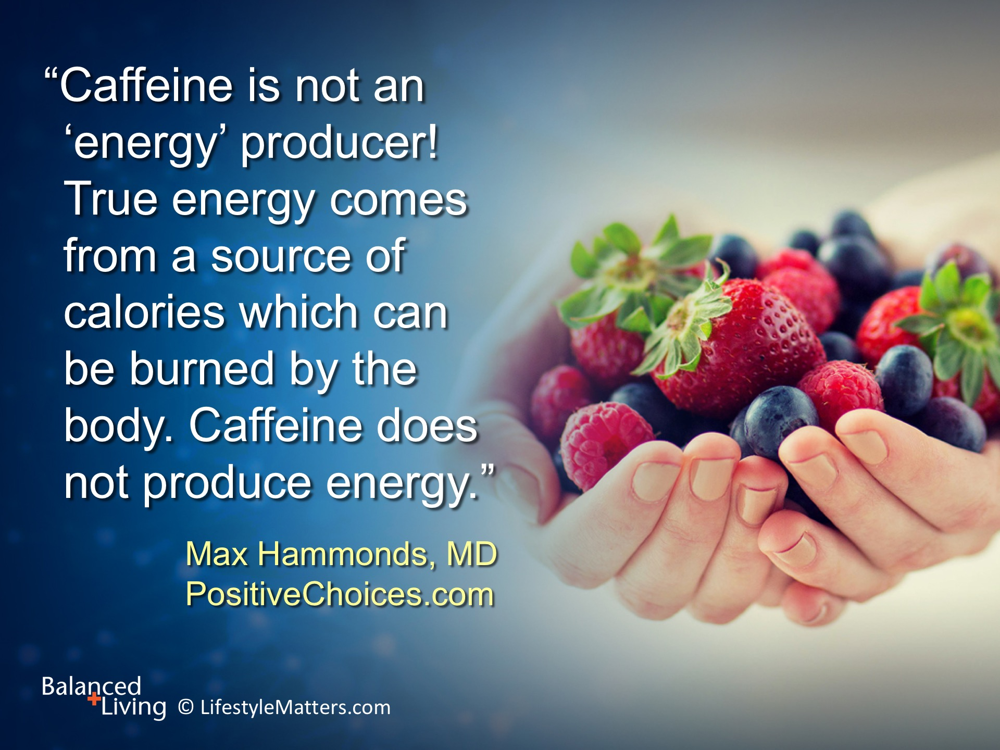 “Caffeine is not an
‘energy’ producer!
True energy comes
from a source of
calories which can
be burned by the
body. Caffeine does
not produce energy.”
Max Hammonds, MD
PositiveChoices.com
Balanced
Living © LifestyleMatters.com